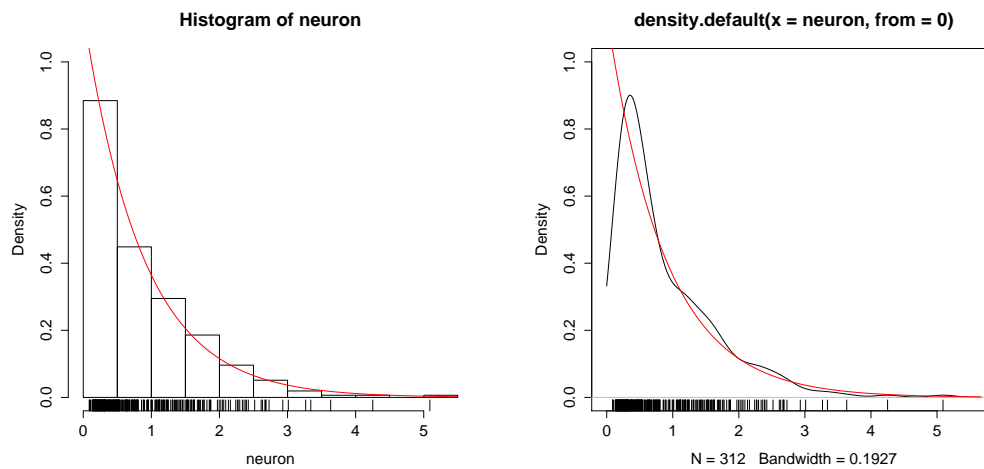 Histogram of neuron
Density
0.0 0.2 0.4 0.6 0.8 1.0
0 1 2 3 4 5
neuron
density.default(x = neuron, from = 0)
Density
0.0 0.2 0.4 0.6 0.8 1.0
0 1 2 3 4 5
N = 312 Bandwidth = 0.1927